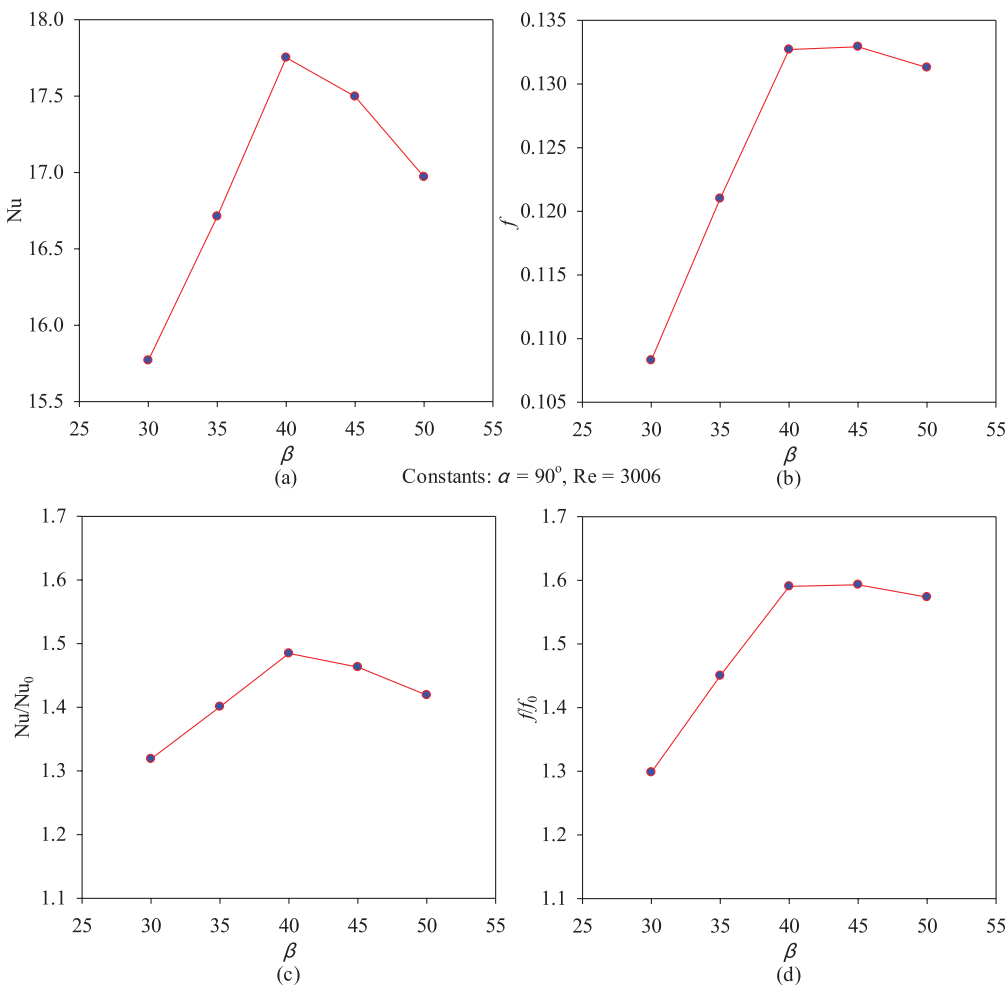 18.0
17.5
17.0
16.5
16.0
15.5
Nu
25 30 35 40 45 50 55
β
(a)
0.135
0.130
0.125
0.120
0.115
0.110
0.105
f
25 30 35 40 45 50 55
β
(b)
Constants: α = 90°, Re = 3006
1.7
1.6
1.5
1.4
1.3
1.2
1.1
Nu/Nu₀
25 30 35 40 45 50 55
β
(c)
1.7
1.6
1.5
1.4
1.3
1.2
1.1
f/f₀
25 30 35 40 45 50 55
β
(d)